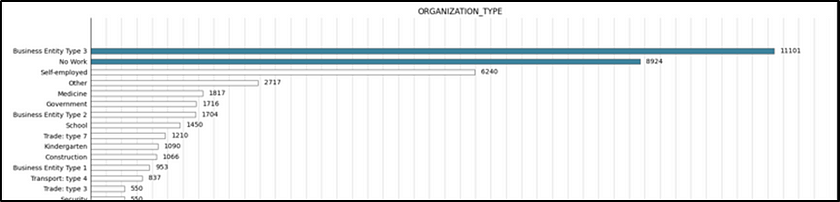 ORGANIZATION_TYPE
Business Entity Type 3 11101
No Work 8924
Self-employed 6240
Other 2717
Medicine 1817
Government 1716
Business Entity Type 2 1704
School 1450
Trade: type 7 1210
Kindergarten 1090
Construction 1066
Business Entity Type 1 953
Transport: type 4 837
Trade: type 3 550
Security 550